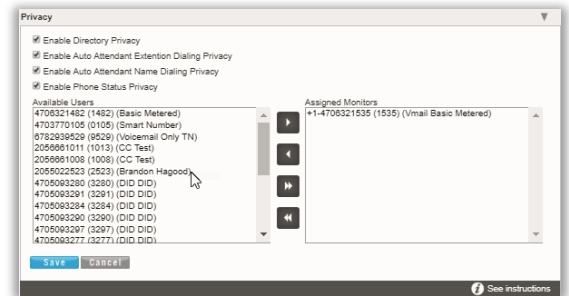 Privacy
Enable Directory Privacy
Enable Auto Attendant Extention Dialing Privacy
Enable Auto Attendant Name Dialing Privacy
Enable Phone Status Privacy
Available Users
4706321482 (1482) (Basic Metered)
4703770105 (0105) (Smart Number)
6782939529 (9529) (Voicemail Only TN)
2056661011 (1013) (CC Test)
2056661008 (1008) (CC Test)
2055022523 (2523) (Brandon Hagood)
4705093280 (3280) (DID DID)
4705093291 (3291) (DID DID)
4705093284 (3284) (DID DID)
4705093290 (3290) (DID DID)
4705093297 (3297) (DID DID)
4705093277 (3277) (DID DID)
Assigned Monitors
+1-4706321535 (1535) (Vmail Basic Metered)
Save Cancel
See instructions